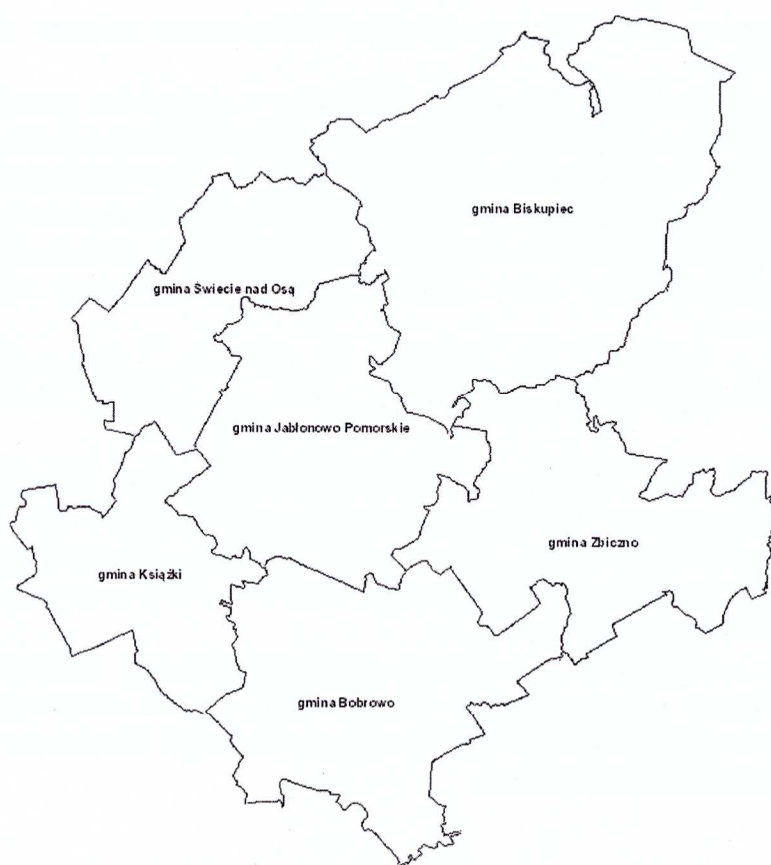 gmina Biskupiec
gmina Świecie nad Osą
gmina Jabłonowo Pomorskie
gmina Zbiczno
gmina Książki
gmina Bobrowo